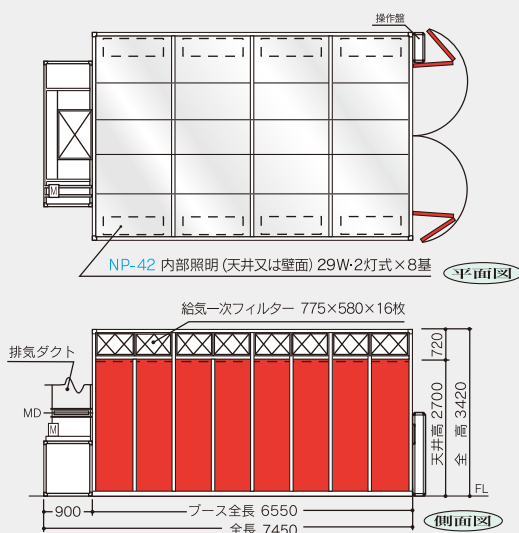 操作盤
M
NP-42 内部照明(天井又は壁面)29W・2灯式×8基
平面図
給気一次フィルター 775×580×16枚
排気ダクト
MD
M
720
天井高 2700
全 高 3420
FL
900
ブース全長 6550
全長 7450
側面図